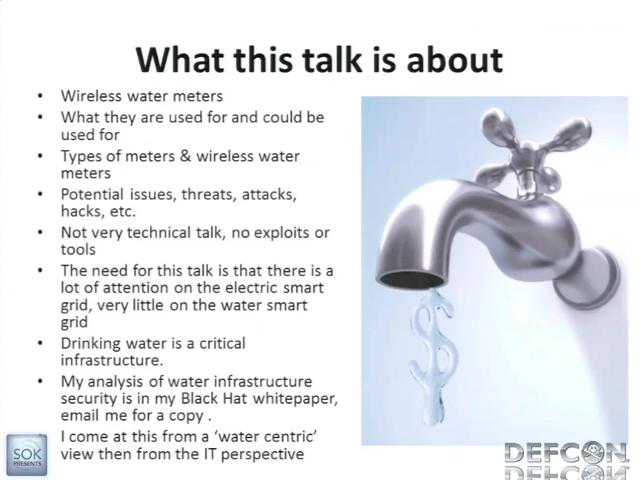 What this talk is about
• Wireless water meters
• What they are used for and could be
used for
• Types of meters & wireless water
meters
• Potential issues, threats, attacks,
hacks, etc.
• Not very technical talk, no exploits or
tools
• The need for this talk is that there is a
lot of attention on the electric smart
grid, very little on the water smart
grid
• Drinking water is a critical
infrastructure.
• My analysis of water infrastructure
security is in my Black Hat whitepaper,
email me for a copy .
I come at this from a ‘water centric’
view then from the IT perspective
SOK
PRESENTS
DEFCON